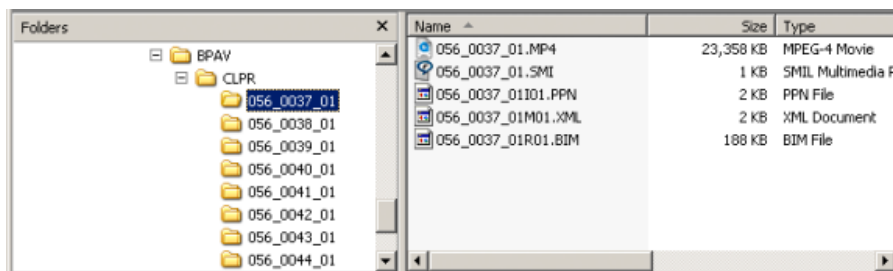 Folders
BPAV
CLPR
056_0037_01
056_0038_01
056_0039_01
056_0040_01
056_0041_01
056_0042_01
056_0043_01
056_0044_01
Name Size Type
056_0037_01.MP4 23,358 KB MPEG-4 Movie
056_0037_01.SMI 1 KB SMIL Multimedia P
056_0037_01I01.PPN 2 KB PPN File
056_0037_01M01.XML 2 KB XML Document
056_0037_01R01.BIM 188 KB BIM File